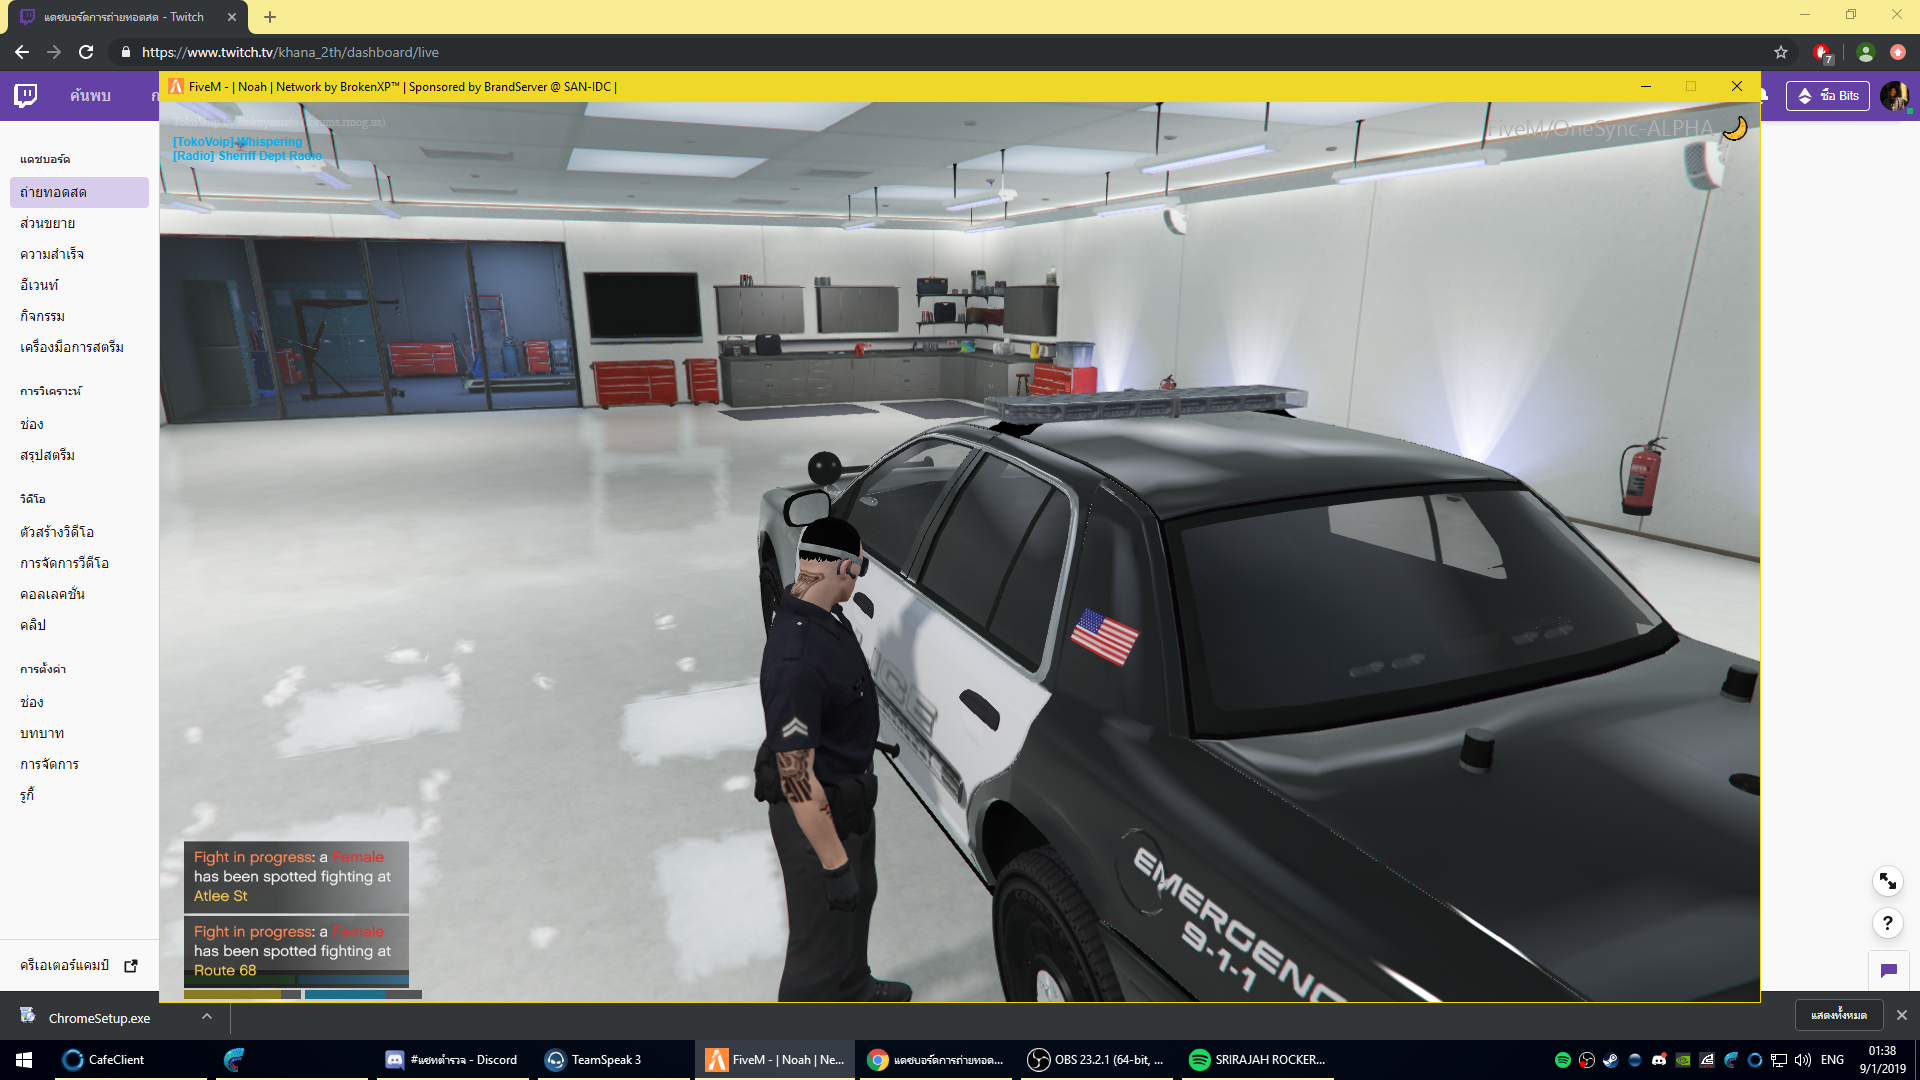 แดชบอร์ดการถ่ายทอดสด - Twitch
https://www.twitch.tv/khana_2th/dashboard/live
7
ค้นพบ
ซื้อ Bits
FiveM - | Noah | Network by BrokenXP™ | Sponsored by BrandServer @ SAN-IDC |
FiveM/OneSync-ALPHA
[TokoVoip] Whispering
[Radio] Sheriff Dept Radio
แดชบอร์ด
ถ่ายทอดสด
ส่วนขยาย
ความสำเร็จ
อีเวนท์
กิจกรรม
เครื่องมือการสตรีม
การวิเคราะห์
ช่อง
สรุปสตรีม
วิดีโอ
ตัวสร้างวิดีโอ
การจัดการวิดีโอ
คอลเลคชั่น
คลิป
การตั้งค่า
ช่อง
บทบาท
การจัดการ
รูกี้
ครีเอเตอร์แคมป์
EMERGENC
9-1-1
Fight in progress: a Female
has been spotted fighting at
Atlee St
Fight in progress: a Female
has been spotted fighting at
Route 68
?
ChromeSetup.exe
แสดงทั้งหมด
CafeClient
#แชทตำรวจ - Discord
TeamSpeak 3
FiveM - | Noah | Ne...
แดชบอร์ดการถ่ายทอด...
OBS 23.2.1 (64-bit, ...
SRIRAJAH ROCKER...
ENG
01:38
9/1/2019